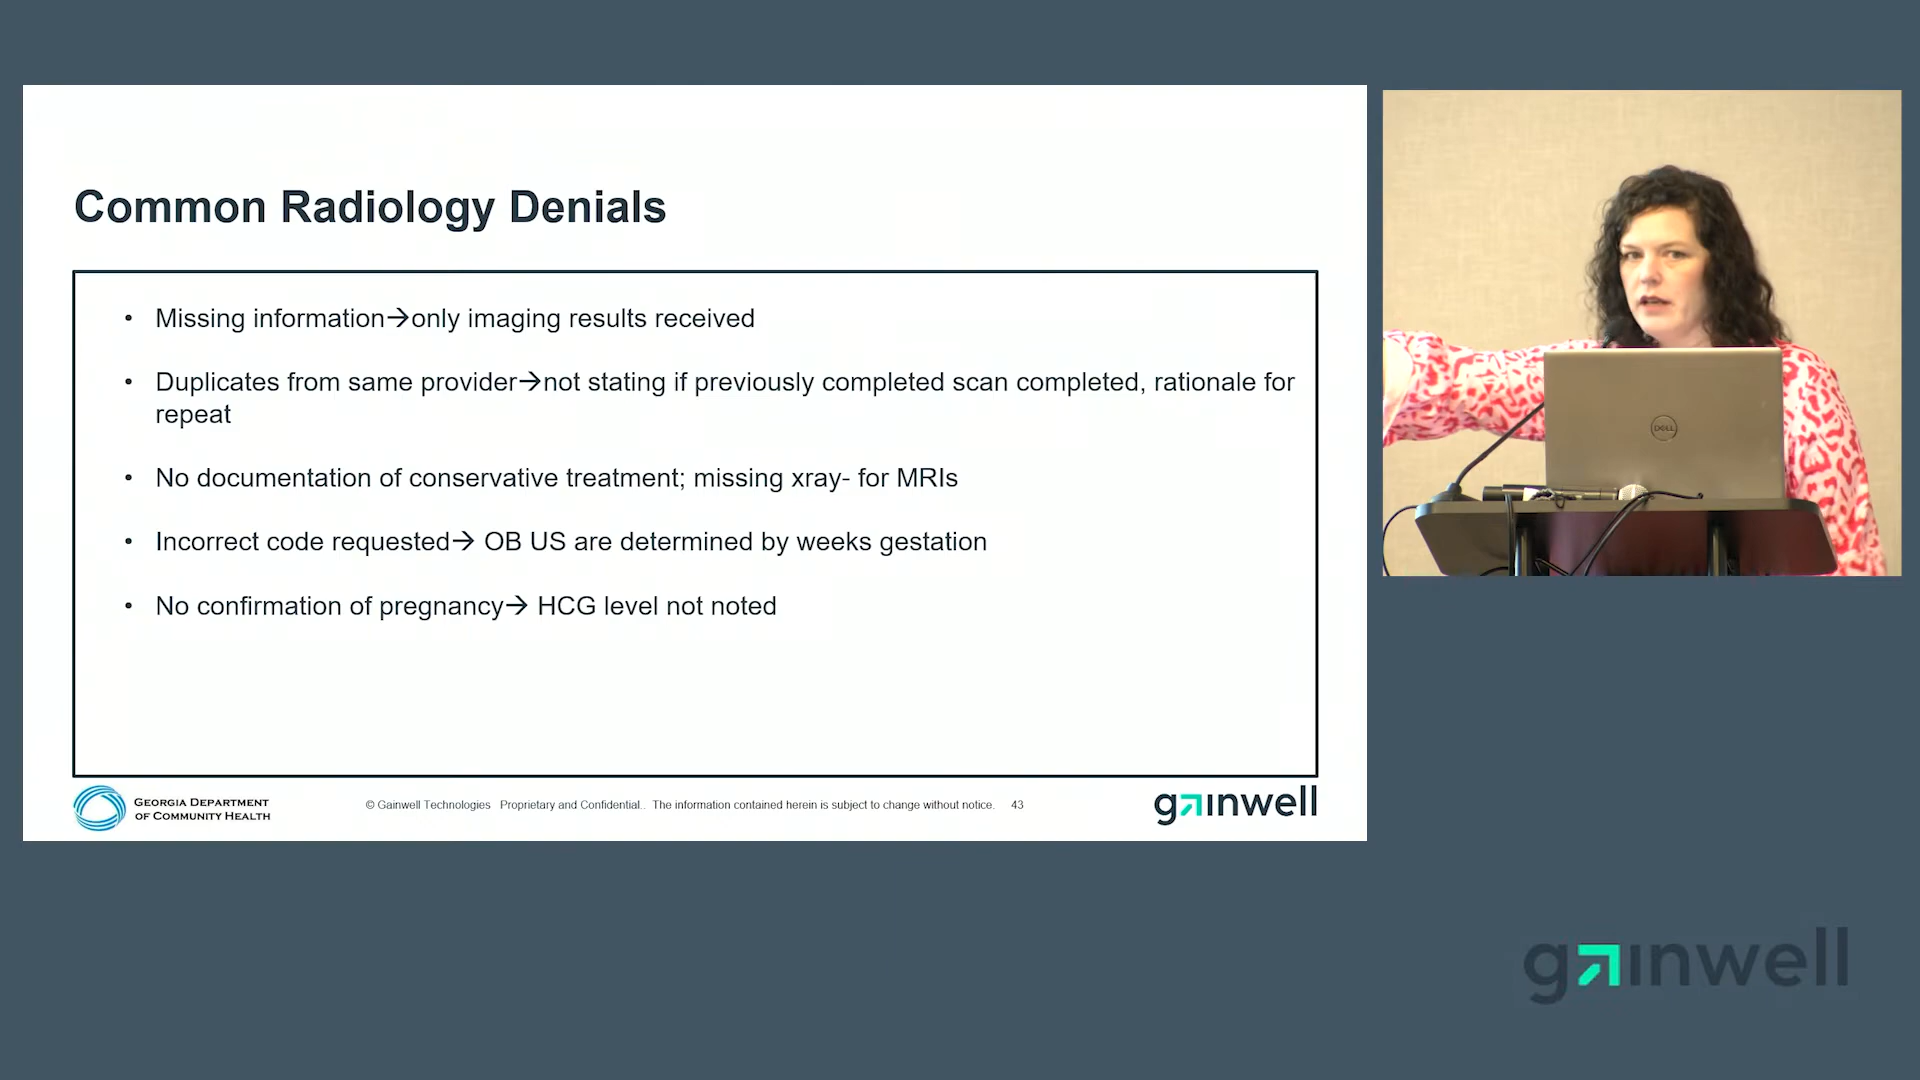 Common Radiology Denials
• Missing information→only imaging results received
• Duplicates from same provider→not stating if previously completed scan completed, rationale for
repeat
• No documentation of conservative treatment; missing xray- for MRIs
• Incorrect code requested→ OB US are determined by weeks gestation
• No confirmation of pregnancy→ HCG level not noted
GEORGIA DEPARTMENT
OF COMMUNITY HEALTH
© Gainwell Technologies Proprietary and Confidential.. The information contained herein is subject to change without notice. 43
gainwell
DELL
gainwell